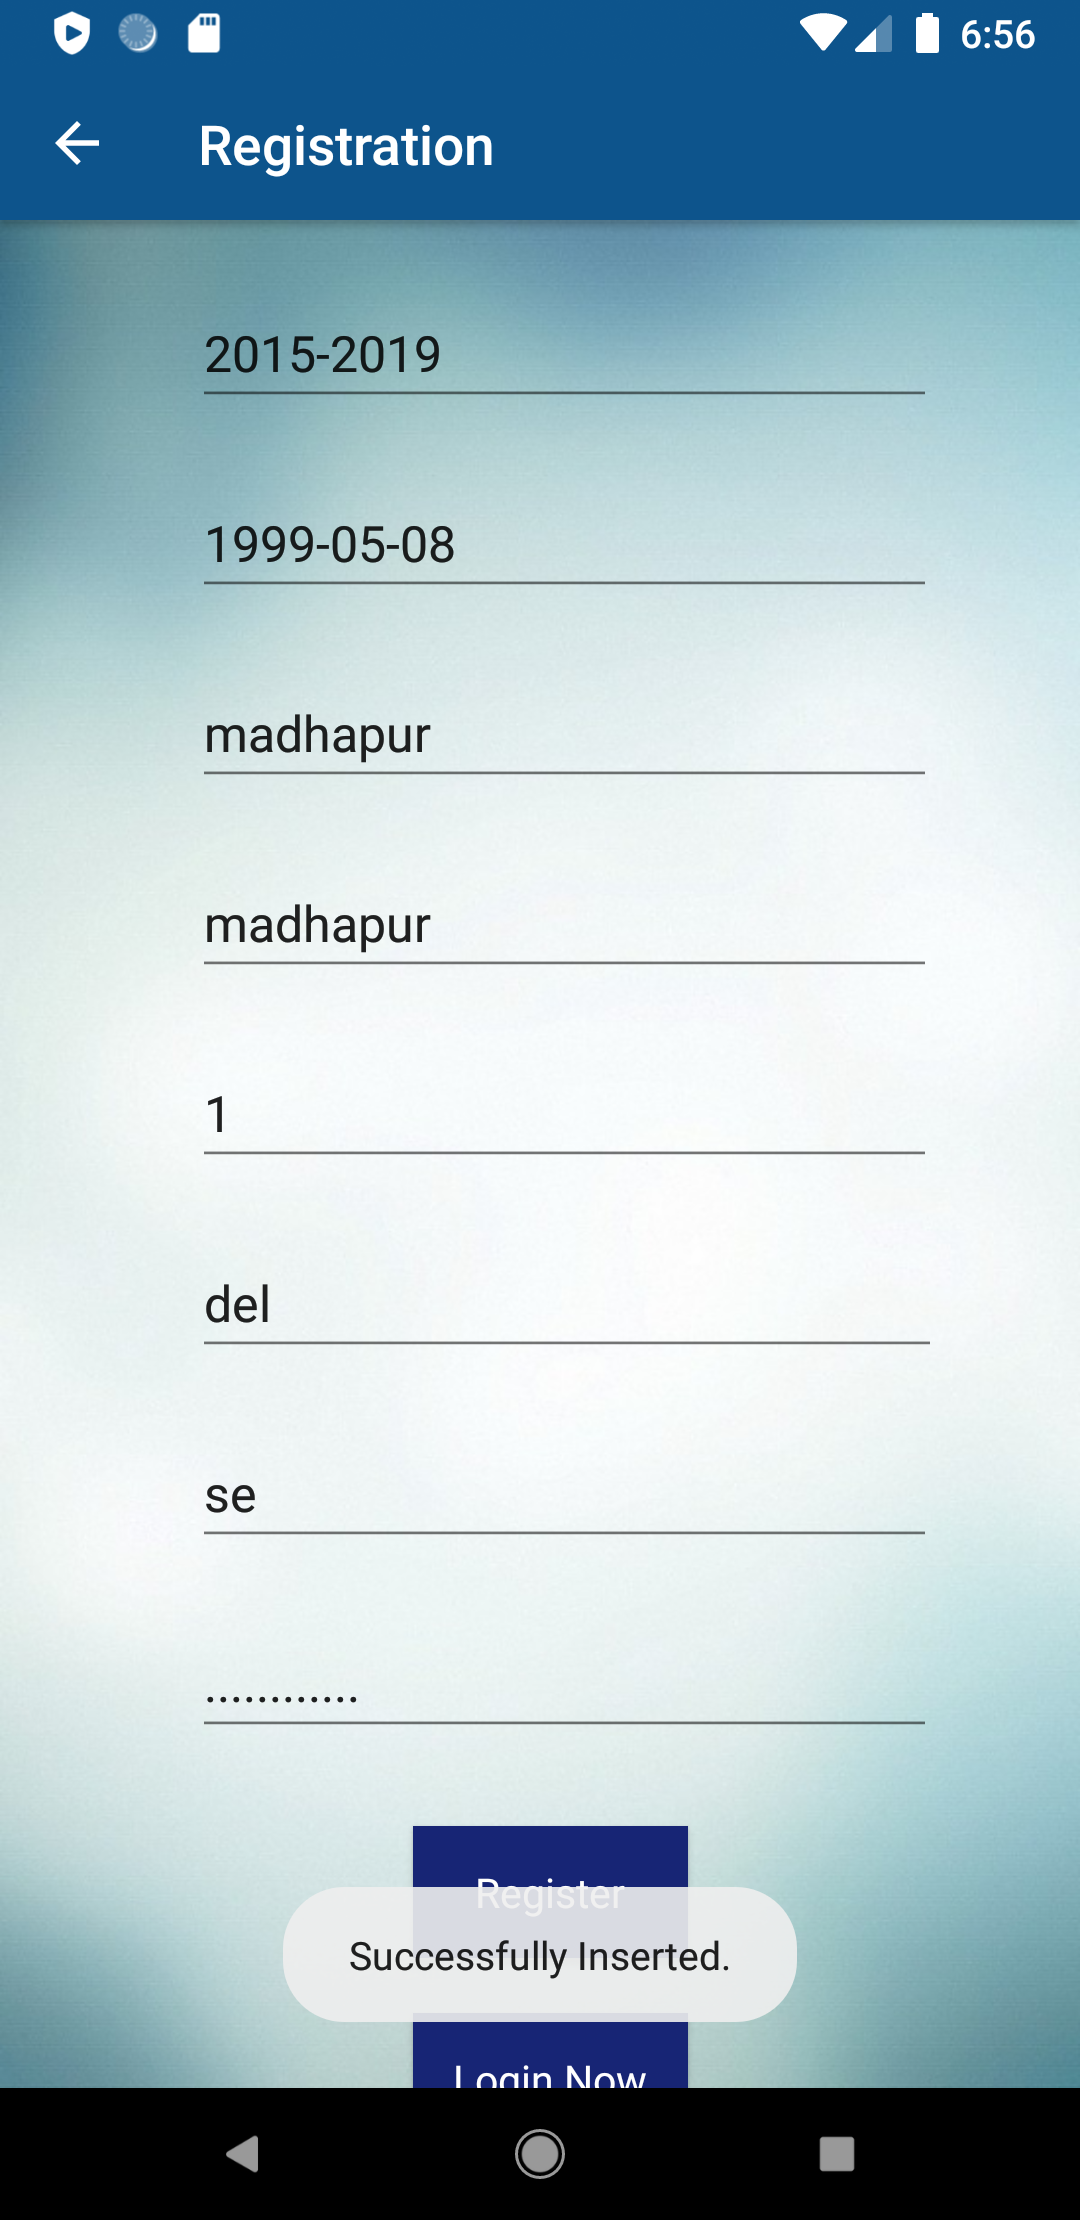 6:56
Registration
2015-2019
1999-05-08
madhapur
madhapur
1
del
se
............
Register
Successfully Inserted.
Login Now